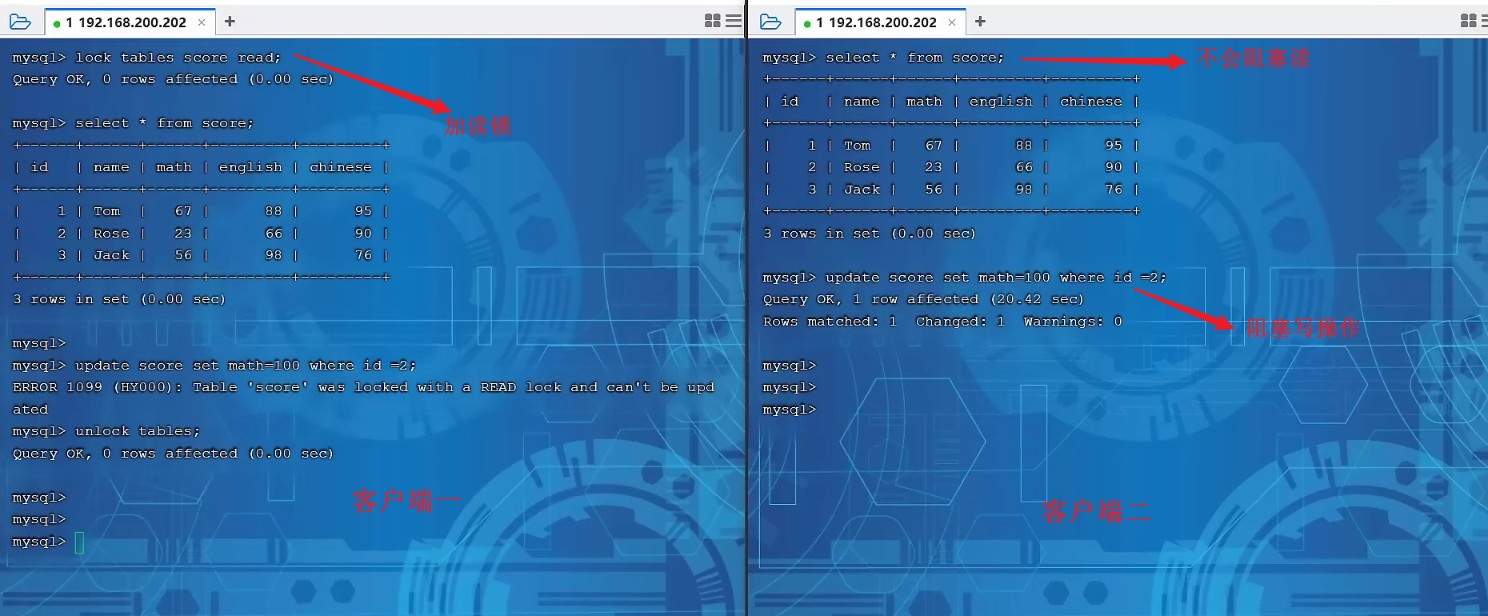 1 192.168.200.202 × +
mysql> lock tables score read;
Query OK, 0 rows affected (0.00 sec)
加读锁
mysql> select * from score;
+------+------+------+---------+---------+
| id   | name | math | english | chinese |
+------+------+------+---------+---------+
|    1 | Tom  |   67 |      88 |      95 |
|    2 | Rose |   23 |      66 |      90 |
|    3 | Jack |   56 |      98 |      76 |
+------+------+------+---------+---------+
3 rows in set (0.00 sec)
mysql>
mysql> update score set math=100 where id =2;
ERROR 1099 (HY000): Table 'score' was locked with a READ lock and can't be upd
ated
mysql> unlock tables;
Query OK, 0 rows affected (0.00 sec)
mysql>
客户端一
mysql>
mysql>
1 192.168.200.202 × +
mysql> select * from score;
不会阻塞读
+------+------+------+---------+---------+
| id   | name | math | english | chinese |
+------+------+------+---------+---------+
|    1 | Tom  |   67 |      88 |      95 |
|    2 | Rose |   23 |      66 |      90 |
|    3 | Jack |   56 |      98 |      76 |
+------+------+------+---------+---------+
3 rows in set (0.00 sec)
mysql> update score set math=100 where id =2;
Query OK, 1 row affected (20.42 sec)
Rows matched: 1  Changed: 1  Warnings: 0
阻塞写操作
mysql>
mysql>
mysql>
客户端二